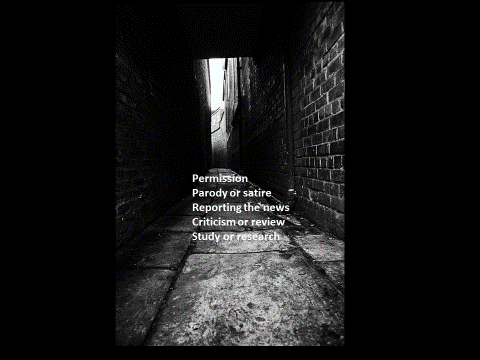 Permission
Parody or satire
Reporting the news
Criticism or review
Study or research